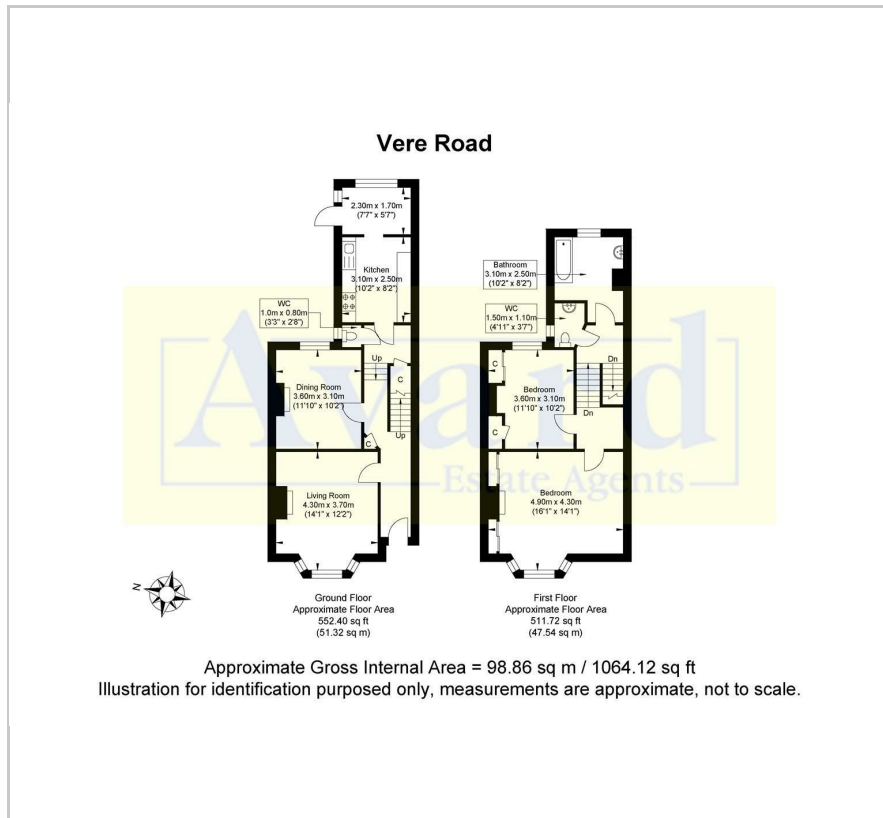 Vere Road
2.30m x 1.70m
(7'7" x 5'7")
Kitchen
3.10m x 2.50m
(10'2" x 8'2")
WC
1.0m x 0.80m
(3'3" x 2'8")
Up
C
Up
Dining Room
3.60m x 3.10m
(11'10" x 10'2")
C
Living Room
4.30m x 3.70m
(14'1" x 12'2")
Ground Floor
Approximate Floor Area
552.40 sq ft
(51.32 sq m)
Bathroom
3.10m x 2.50m
(10'2" x 8'2")
WC
1.50m x 1.10m
(4'11" x 3'7")
C
Dn
Bedroom
3.60m x 3.10m
(11'10" x 10'2")
Dn
C
Bedroom
4.90m x 4.30m
(16'1" x 14'1")
First Floor
Approximate Floor Area
511.72 sq ft
(47.54 sq m)
Avard
Estate Agents
N
Approximate Gross Internal Area = 98.86 sq m / 1064.12 sq ft
Illustration for identification purposed only, measurements are approximate, not to scale.